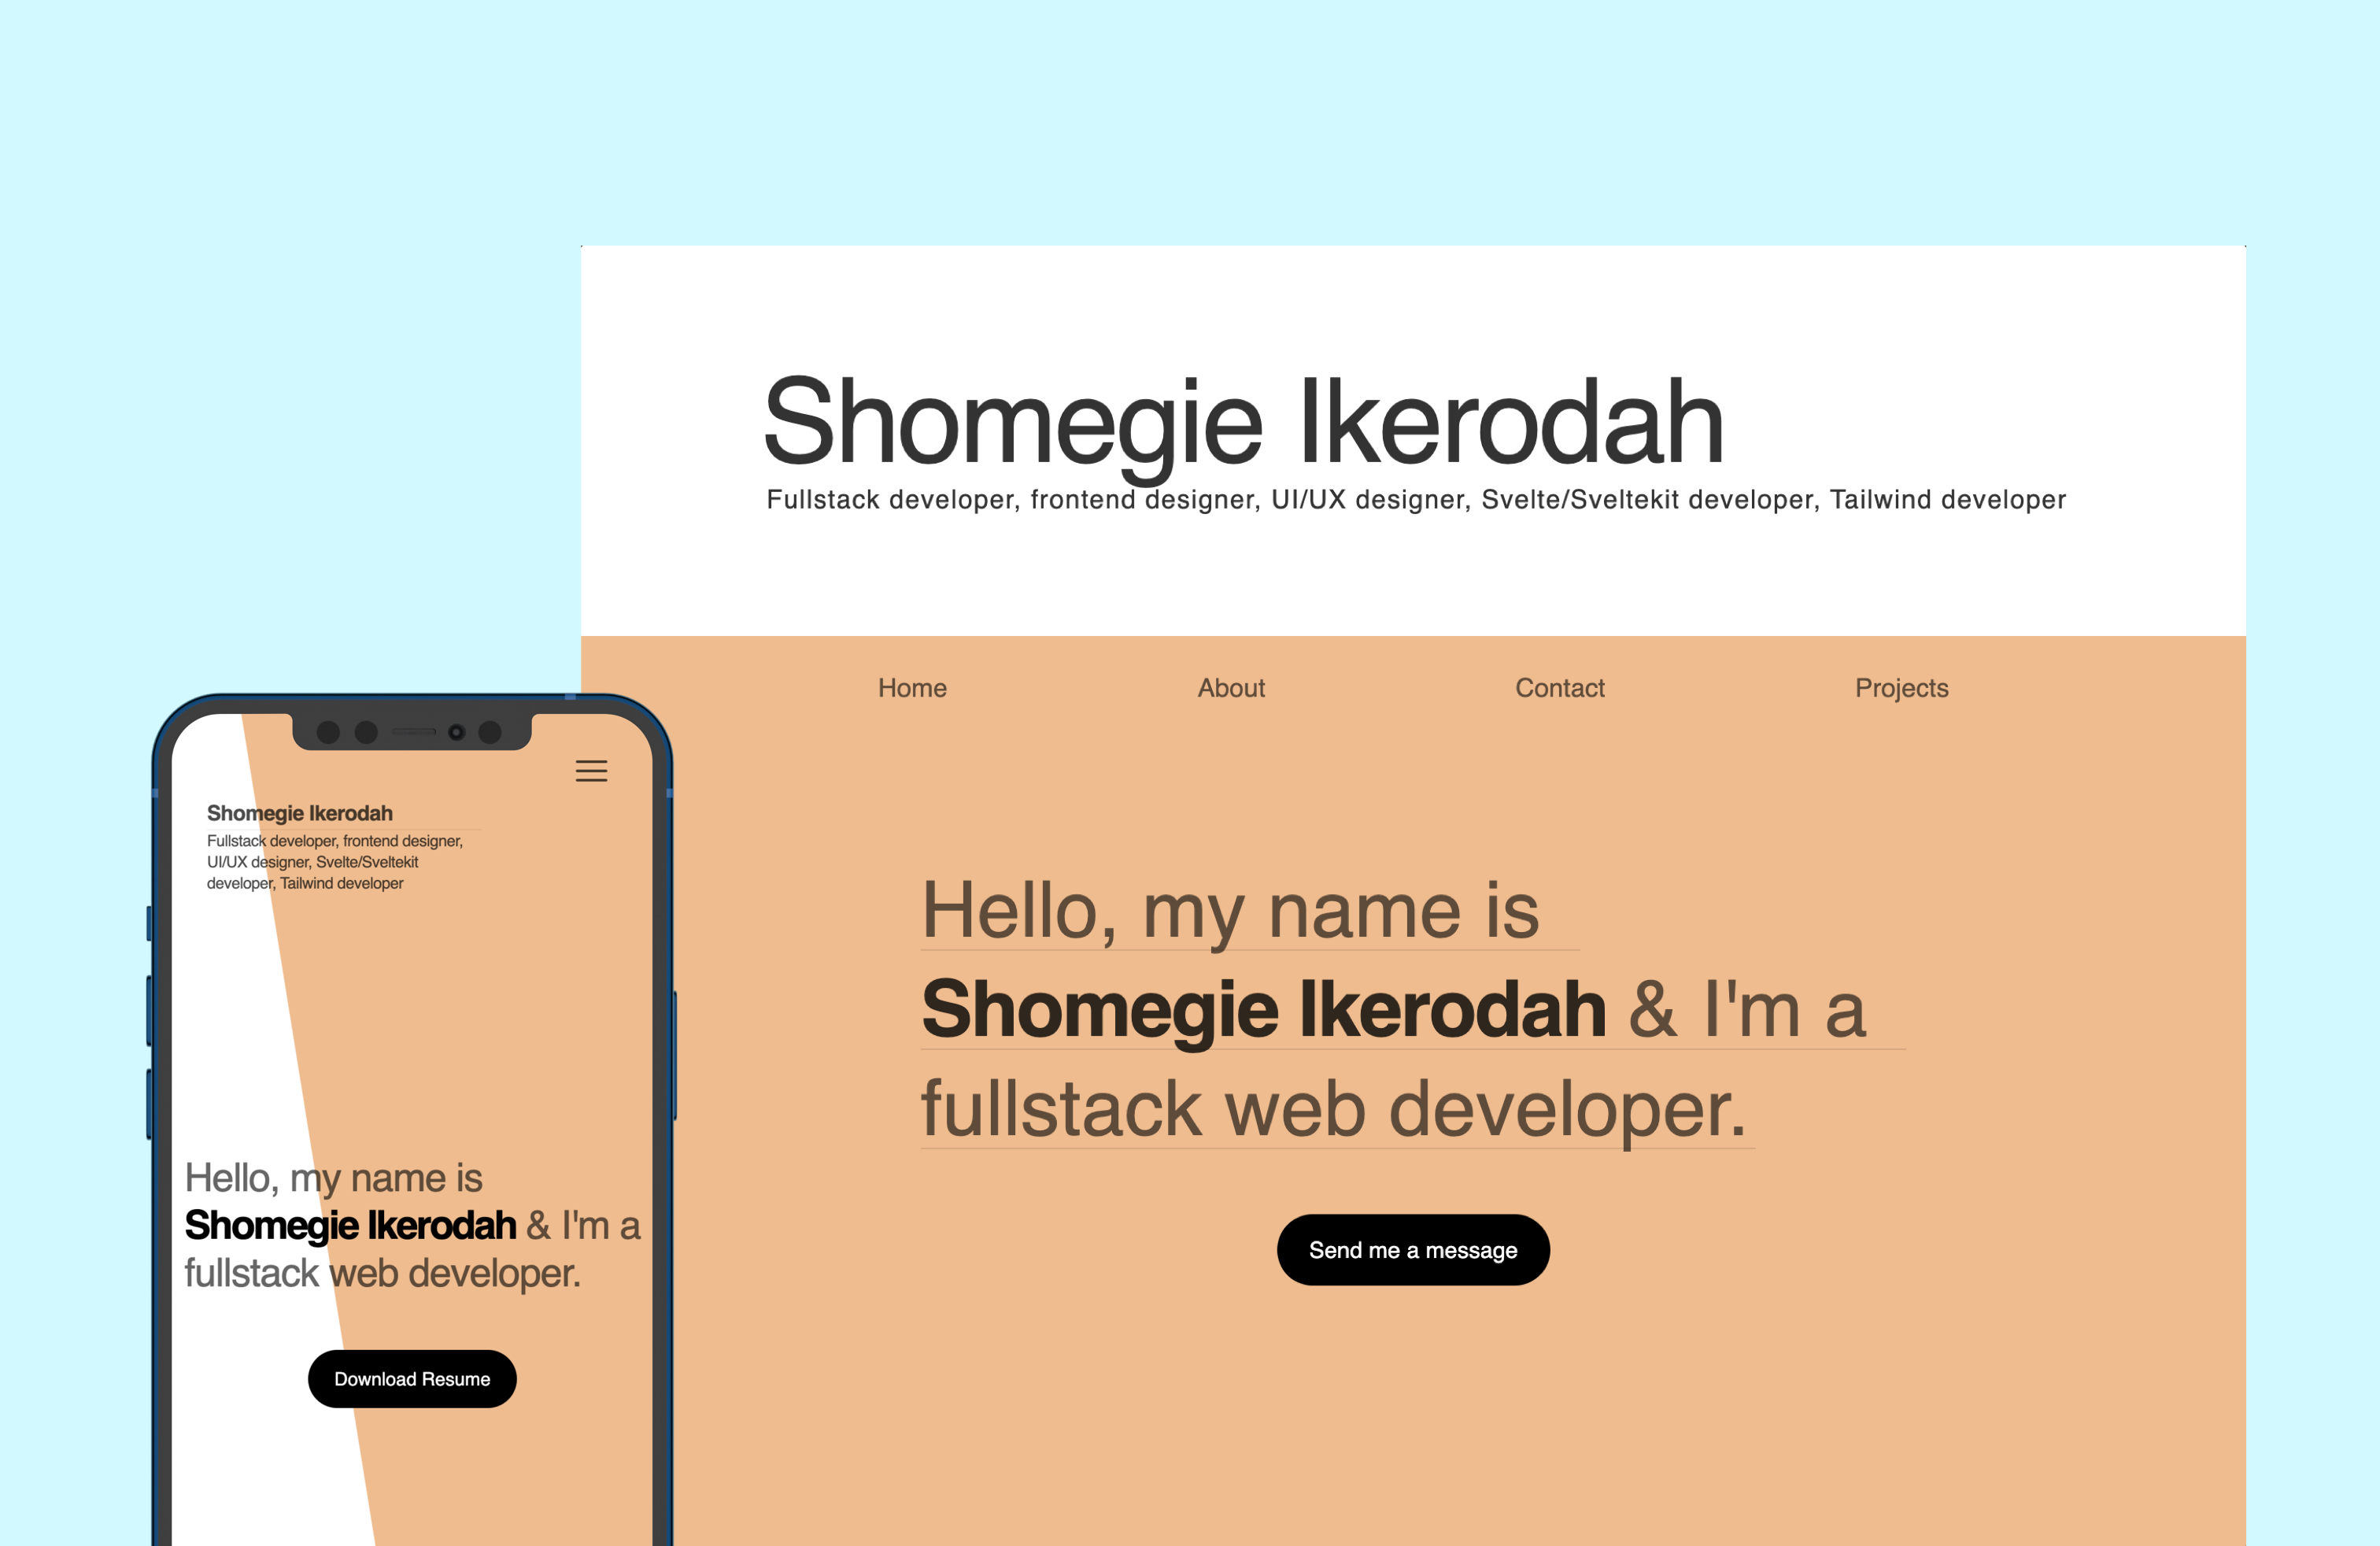 Shomegie Ikerodah
Fullstack developer, frontend designer, UI/UX designer, Svelte/Sveltekit developer, Tailwind developer
Home About Contact Projects
Hello, my name is
Shomegie Ikerodah & I'm a
fullstack web developer.
Send me a message
Shomegie Ikerodah
Fullstack developer, frontend designer,
UI/UX designer, Svelte/Sveltekit
developer, Tailwind developer
Hello, my name is
Shomegie Ikerodah & I'm a
fullstack web developer.
Download Resume